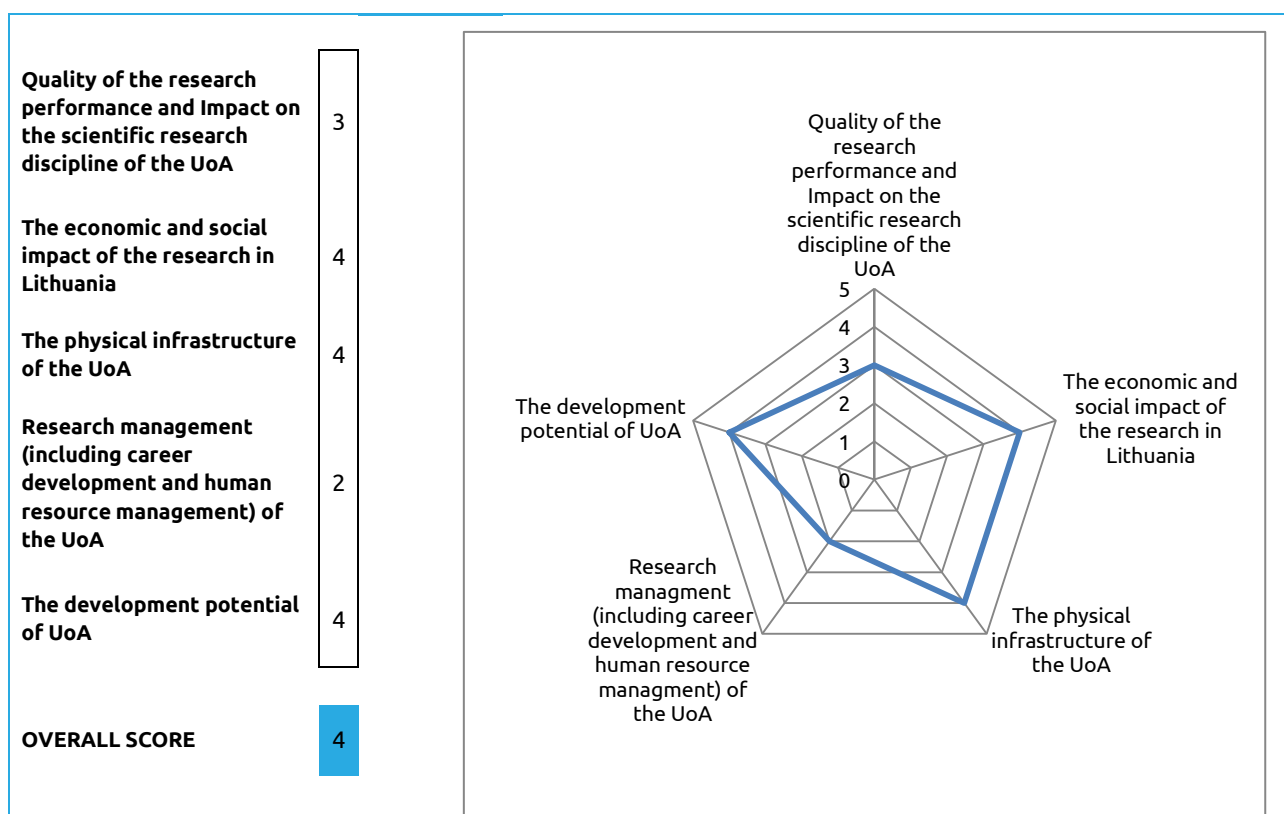 Quality of the research
performance and Impact on
the scientific research
discipline of the UoA
3
The economic and social
impact of the research in
Lithuania
4
The physical infrastructure
of the UoA
4
Research management
(including career
development and human
resource management) of
the UoA
2
The development potential
of UoA
4
OVERALL SCORE
4
Quality of the
research
performance and
Impact on the
scientific research
discipline of the
UoA
5
4
3
2
1
0
The economic and
social impact of
the research in
Lithuania
The physical
infrastructure of
the UoA
Research
managment
(including career
development and
human resource
managment) of
the UoA
The development
potential of UoA